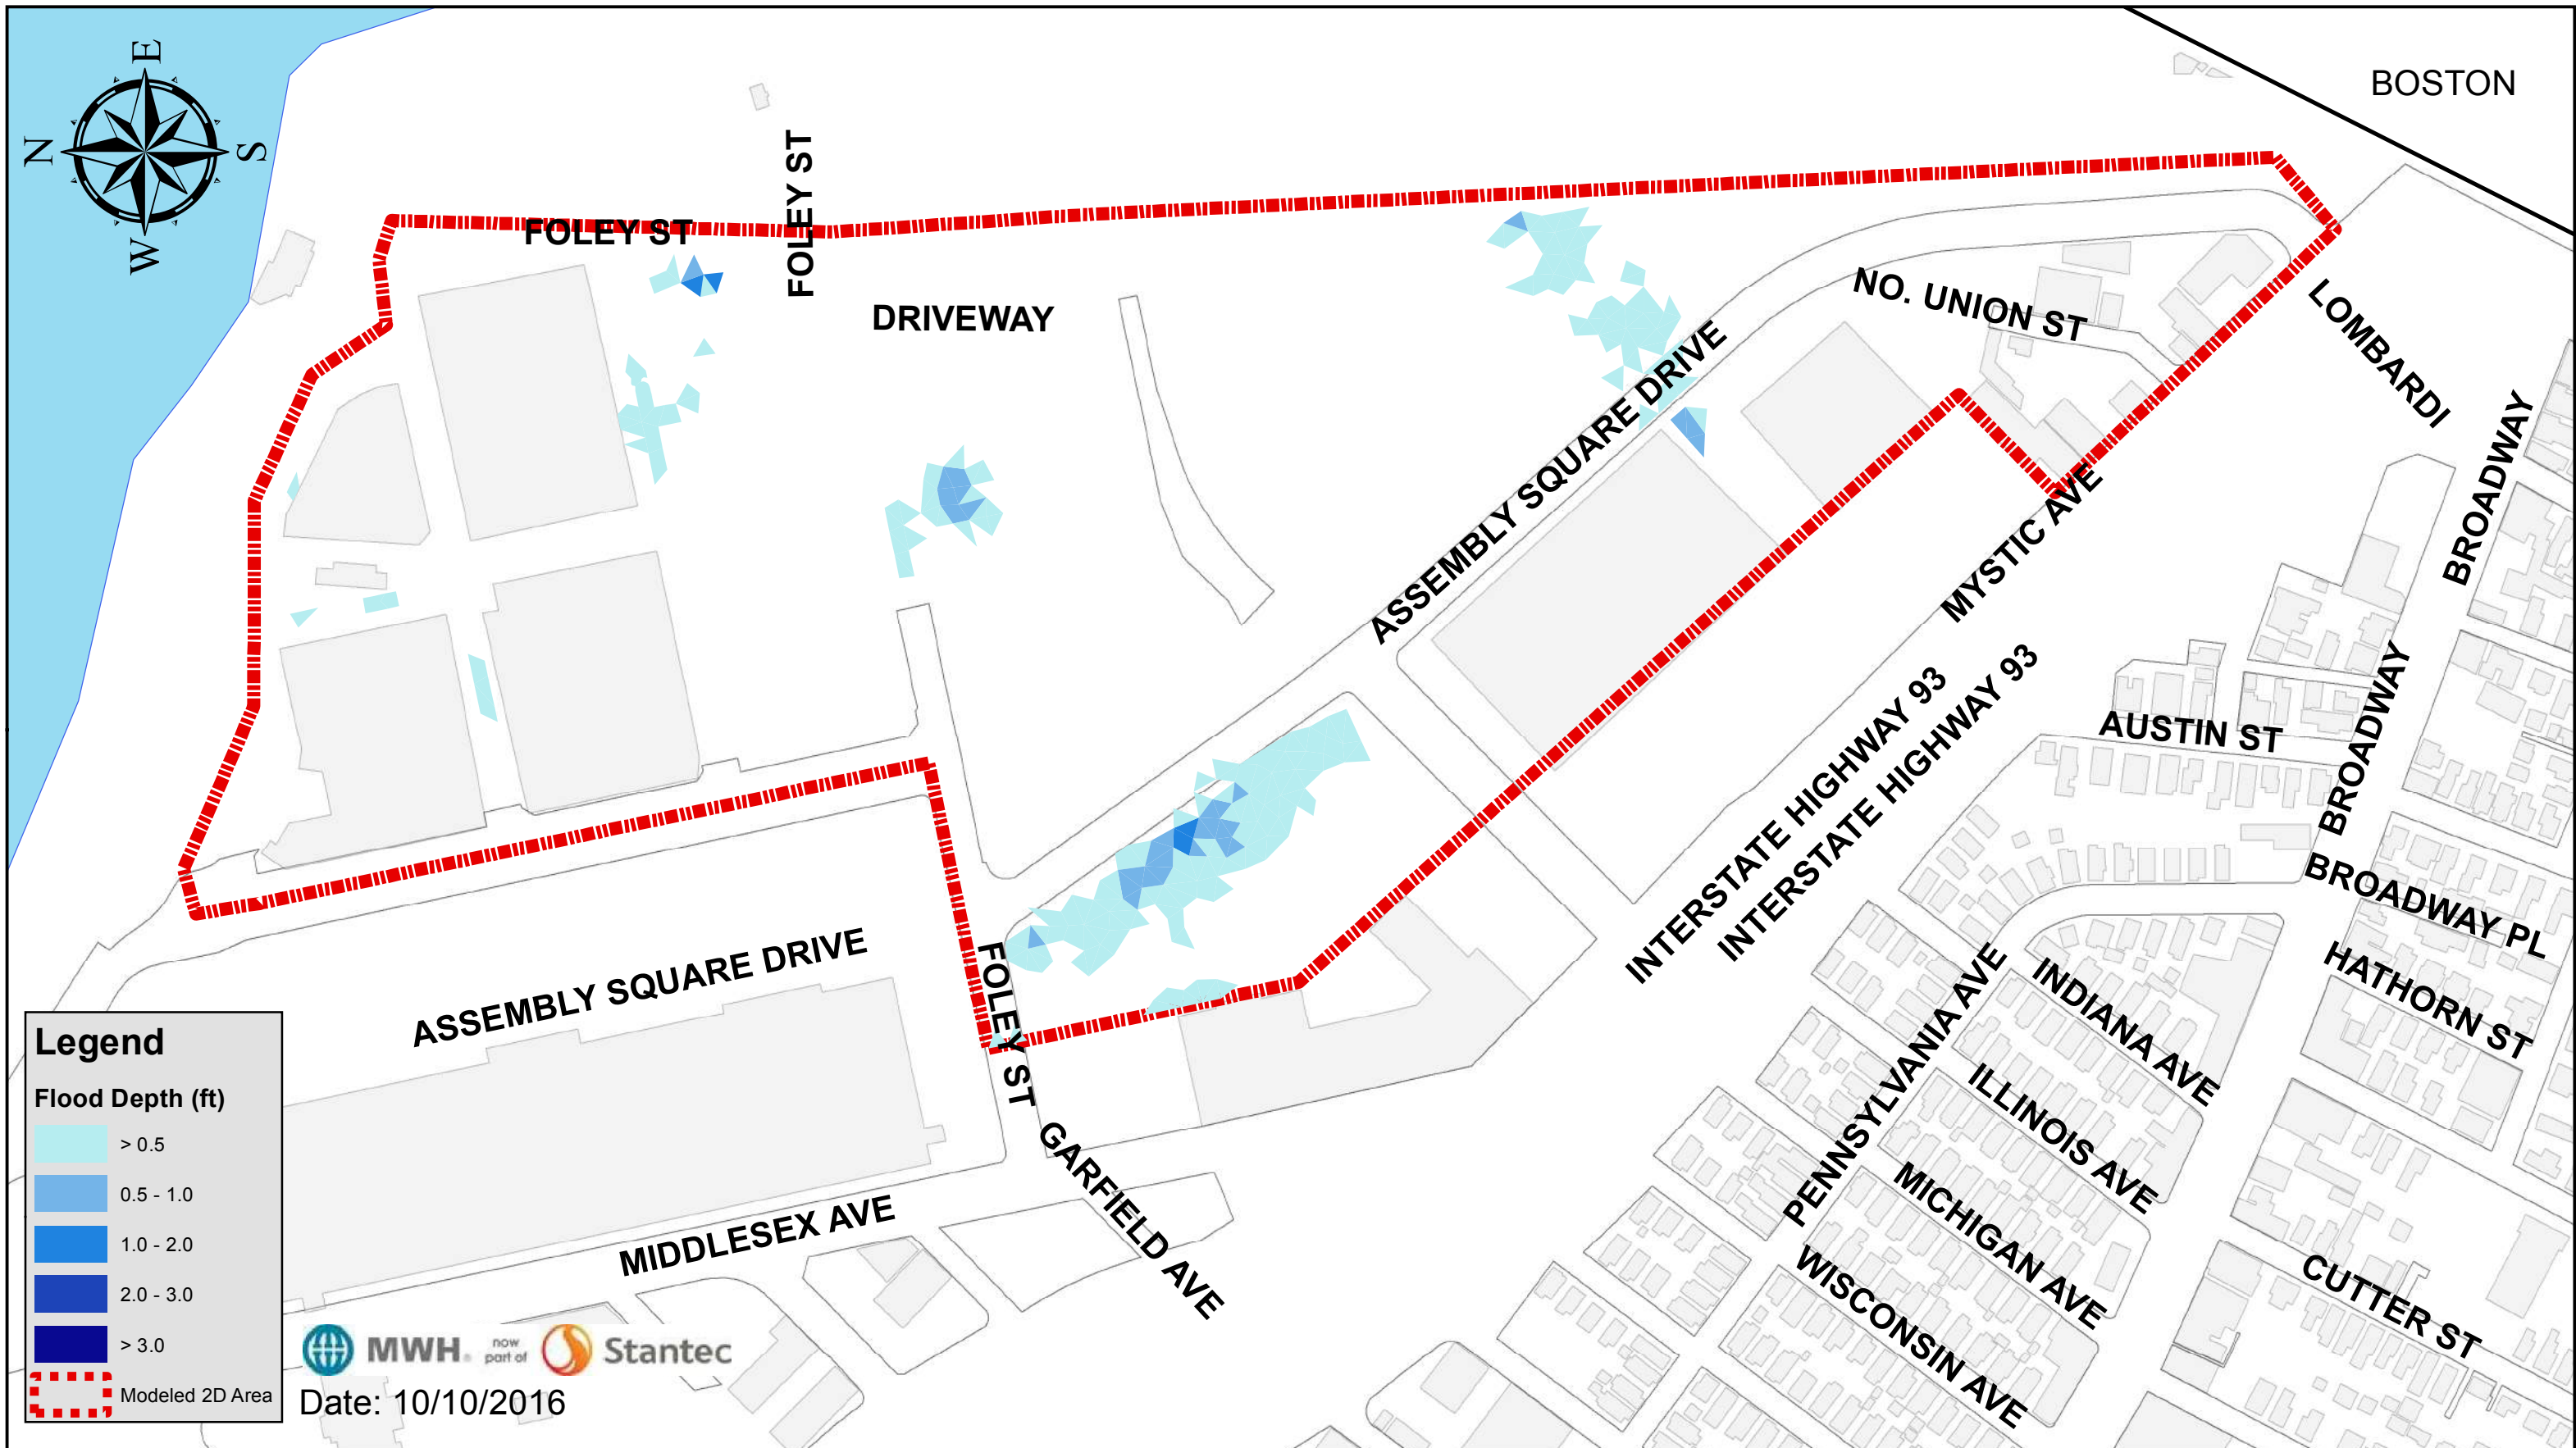 E
N
S
W
BOSTON
FOLEY ST
FOLEY ST
DRIVEWAY
NO. UNION ST
LOMBARDI
ASSEMBLY SQUARE DRIVE
MYSTIC AVE
BROADWAY
INTERSTATE HIGHWAY 93
INTERSTATE HIGHWAY 93
AUSTIN ST
BROADWAY
BROADWAY PL
HATHORN ST
ASSEMBLY SQUARE DRIVE
FOLEY ST
GARFIELD AVE
MIDDLESEX AVE
PENNSYLVANIA AVE
INDIANA AVE
ILLINOIS AVE
MICHIGAN AVE
WISCONSIN AVE
CUTTER ST
Legend
Flood Depth (ft)
> 0.5
0.5 - 1.0
1.0 - 2.0
2.0 - 3.0
> 3.0
Modeled 2D Area
MWH® now part of Stantec
Date: 10/10/2016